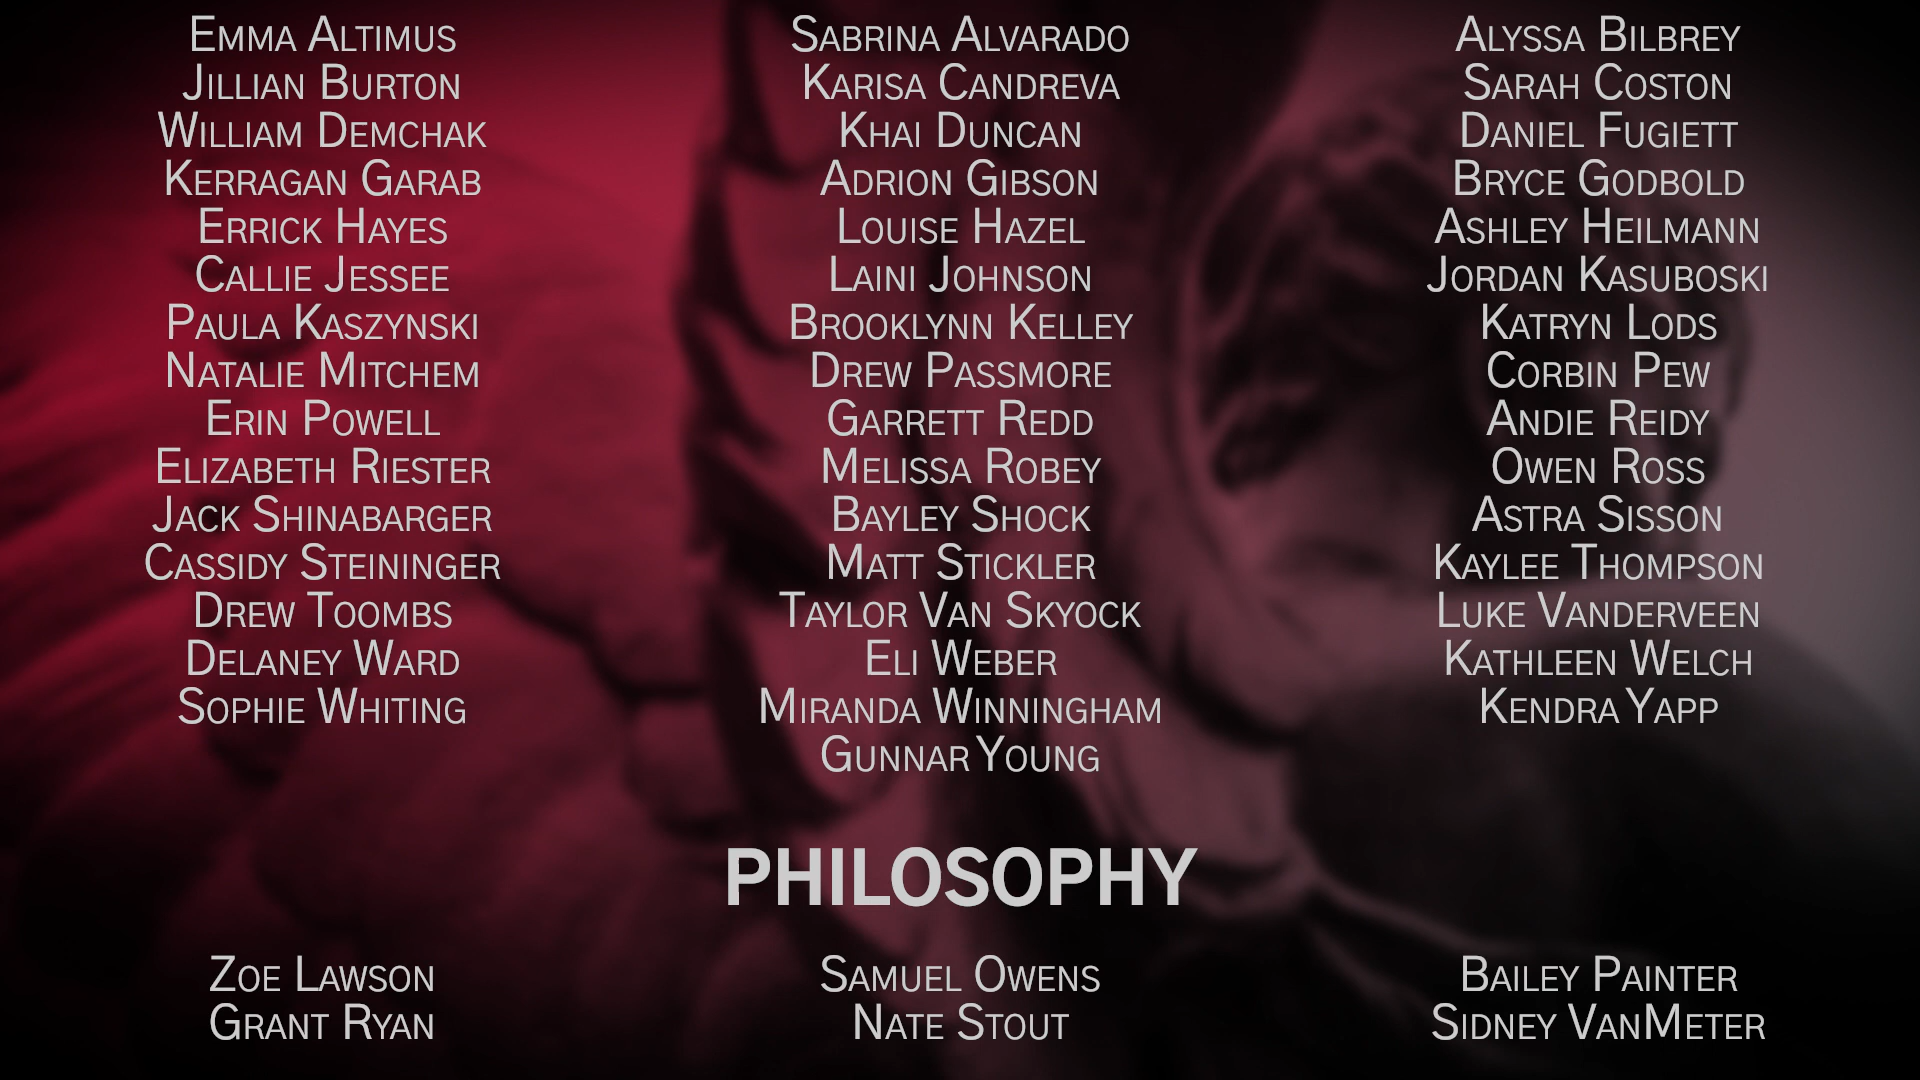 Emma Altimus Sabrina Alvarado Alyssa Bilbrey
Jillian Burton Karisa Candreva Sarah Coston
William Demchak Khai Duncan Daniel Fugiett
Kerragan Garab Adrion Gibson Bryce Godbold
Errick Hayes Louise Hazel Ashley Heilmann
Callie Jessee Laini Johnson Jordan Kasuboski
Paula Kaszynski Brooklynn Kelley Katryn Lods
Natalie Mitchem Drew Passmore Corbin Pew
Erin Powell Garrett Redd Andie Reidy
Elizabeth Riester Melissa Robey Owen Ross
Jack Shinabarger Bayley Shock Astra Sisson
Cassidy Steininger Matt Stickler Kaylee Thompson
Drew Toombs Taylor Van Skyock Luke Vanderveen
Delaney Ward Eli Weber Kathleen Welch
Sophie Whiting Miranda Winningham Kendra Yapp
Gunnar Young
PHILOSOPHY
Zoe Lawson Samuel Owens Bailey Painter
Grant Ryan Nate Stout Sidney VanMeter